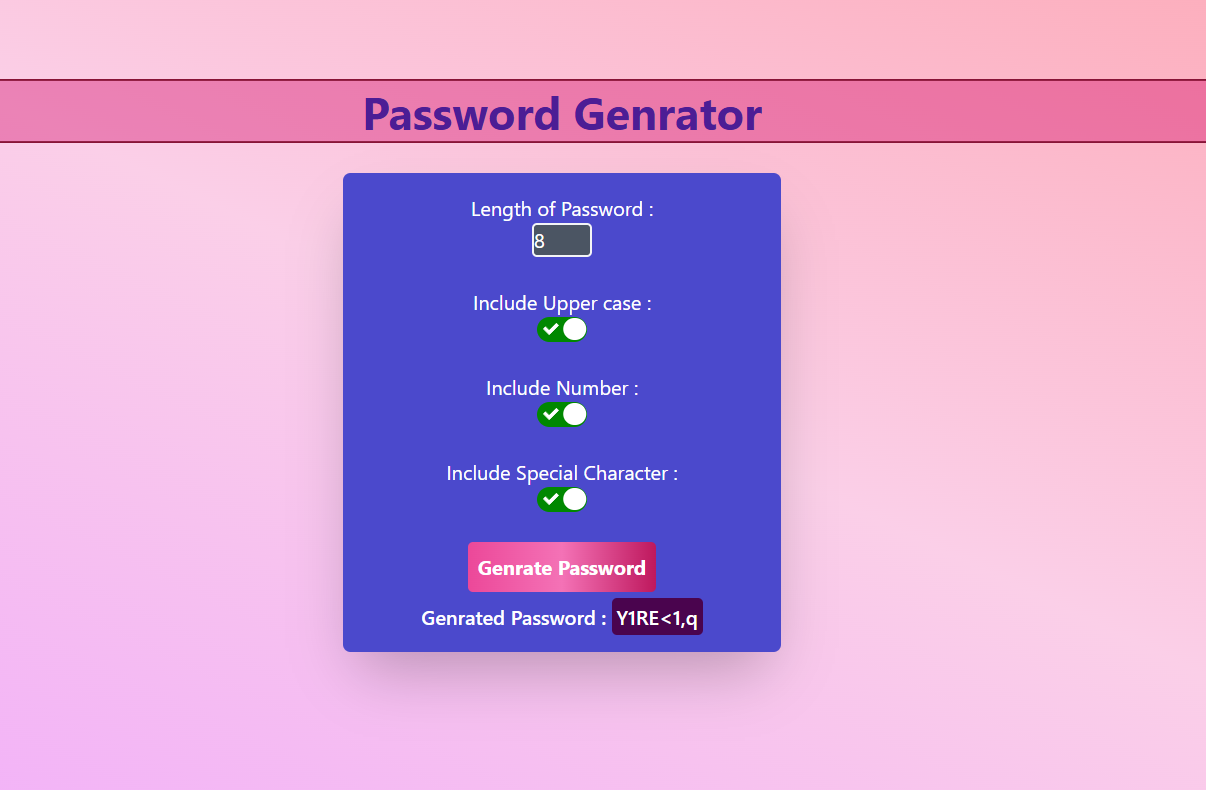 Password Genrator
Length of Password :
8
Include Upper case :
Include Number :
Include Special Character :
Genrate Password
Genrated Password : Y1RE<1,q